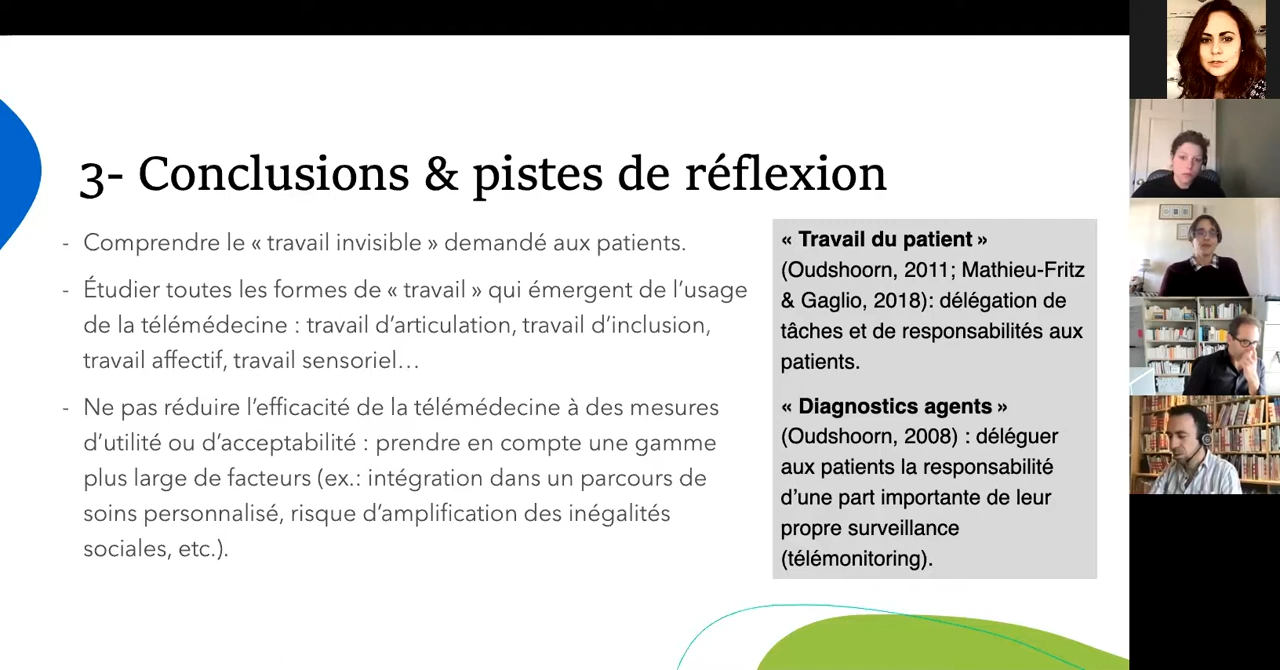 3- Conclusions & pistes de réflexion
- Comprendre le « travail invisible » demandé aux patients.
- Étudier toutes les formes de « travail » qui émergent de l’usage
de la télémédecine : travail d’articulation, travail d’inclusion,
travail affectif, travail sensoriel…
- Ne pas réduire l’efficacité de la télémédecine à des mesures
d’utilité ou d’acceptabilité : prendre en compte une gamme
plus large de facteurs (ex.: intégration dans un parcours de
soins personnalisé, risque d’amplification des inégalités
sociales, etc.).
« Travail du patient »
(Oudshoorn, 2011; Mathieu-Fritz
& Gaglio, 2018): délégation de
tâches et de responsabilités aux
patients.
« Diagnostics agents »
(Oudshoorn, 2008) : déléguer
aux patients la responsabilité
d’une part importante de leur
propre surveillance
(télémonitoring).